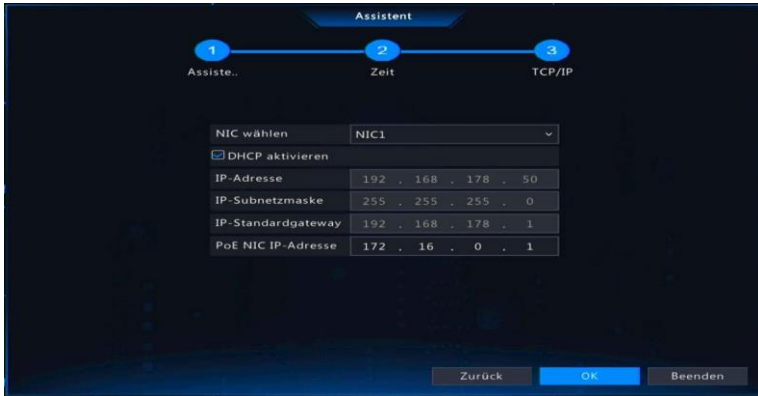 Assistent
1 2 3
Assiste.. Zeit TCP/IP
NIC wählen NIC1
DHCP aktivieren
IP-Adresse 192 . 168 . 178 . 50
IP-Subnetzmaske 255 . 255 . 255 . 0
IP-Standardgateway 192 . 168 . 178 . 1
PoE NIC IP-Adresse 172 . 16 . 0 . 1
Zurück OK Beenden